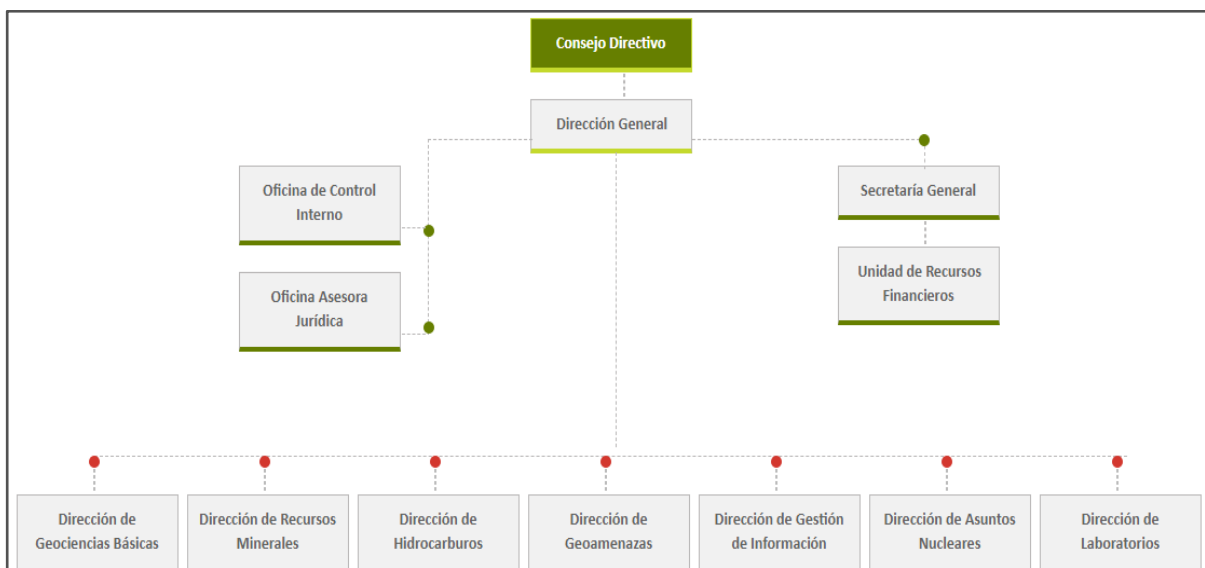 Consejo Directivo
Dirección General
Oficina de Control
Interno
Secretaría General
Oficina Asesora
Jurídica
Unidad de Recursos
Financieros
Dirección de
Geociencias Básicas
Dirección de Recursos
Minerales
Dirección de
Hidrocarburos
Dirección de
Geoamenazas
Dirección de Gestión
de Información
Dirección de Asuntos
Nucleares
Dirección de
Laboratorios